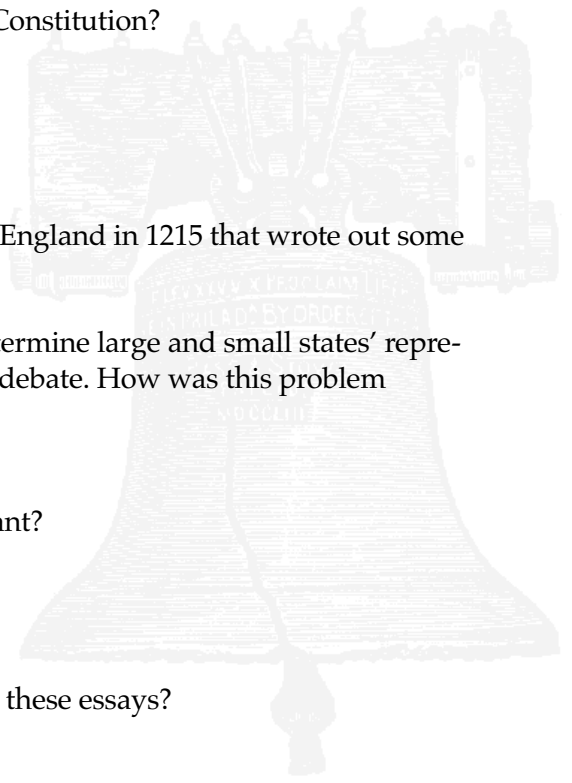 Constitution?
England in 1215 that wrote out some
termine large and small states' repre-
debate. How was this problem
ant?
these essays?